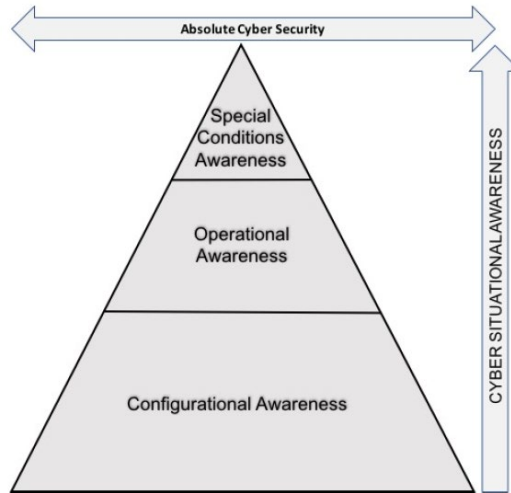 Absolute Cyber Security
Special
Conditions
Awareness
Operational
Awareness
Configurational Awareness
CYBER SITUATIONAL AWARENESS